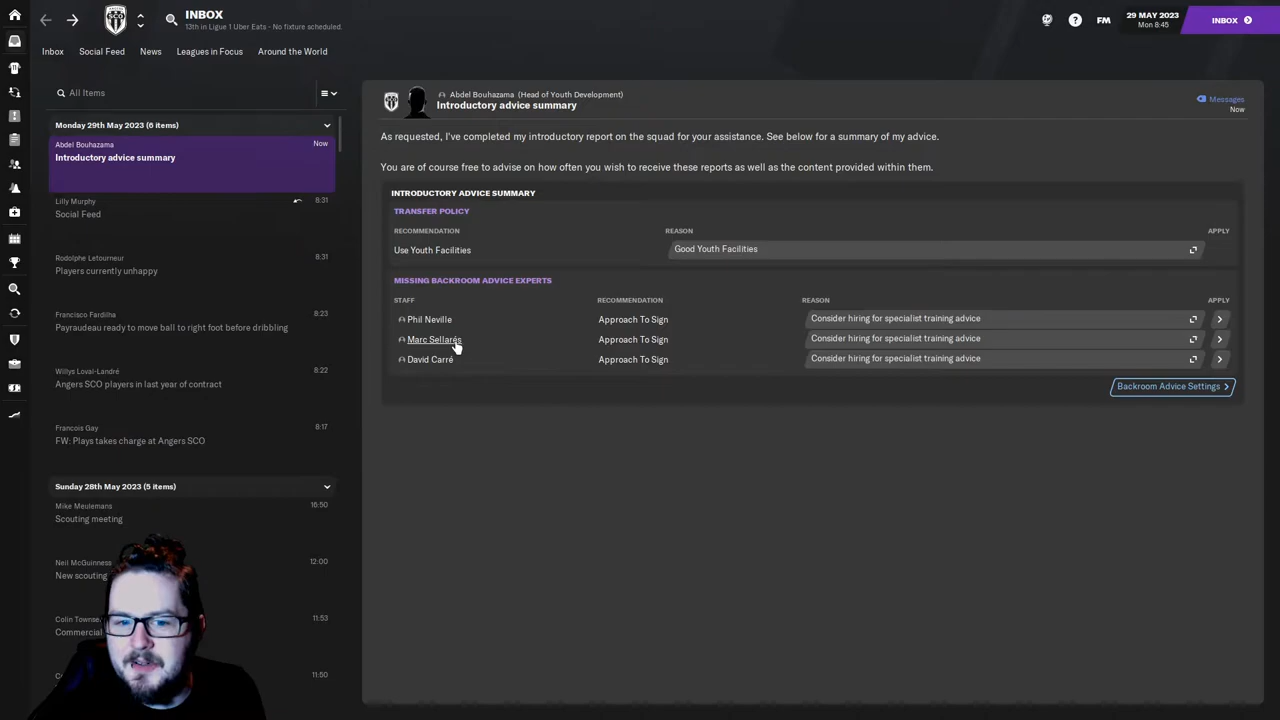 INBOX
13th in Ligue 1 Uber Eats - No fixture scheduled.
FM
29 MAY 2023
Mon 8:45
INBOX
Inbox
Social Feed
News
Leagues in Focus
Around the World
All Items
Monday 29th May 2023 (6 items)
Abdel Bouhazama
Now
Introductory advice summary
Lilly Murphy
8:31
Social Feed
Rodolphe Letourneur
8:31
Players currently unhappy
Francisco Fardilha
8:23
Payraudeau ready to move ball to right foot before dribbling
Willys Loval-Landré
8:22
Angers SCO players in last year of contract
Francois Gay
8:17
FW: Plays takes charge at Angers SCO
Sunday 28th May 2023 (5 items)
Mike Meulemans
16:50
Scouting meeting
Neil McGuinness
12:00
New scouting
Colin
11:53
Commercial
11:50
Abdel Bouhazama (Head of Youth Development)
Introductory advice summary
Messages
Now
As requested, I've completed my introductory report on the squad for your assistance. See below for a summary of my advice.
You are of course free to advise on how often you wish to receive these reports as well as the content provided within them.
INTRODUCTORY ADVICE SUMMARY
TRANSFER POLICY
RECOMMENDATION
REASON
APPLY
Use Youth Facilities
Good Youth Facilities
MISSING BACKROOM ADVICE EXPERTS
STAFF
RECOMMENDATION
REASON
APPLY
Phil Neville
Approach To Sign
Consider hiring for specialist training advice
Marc Sellarés
Approach To Sign
Consider hiring for specialist training advice
David Carré
Approach To Sign
Consider hiring for specialist training advice
Backroom Advice Settings